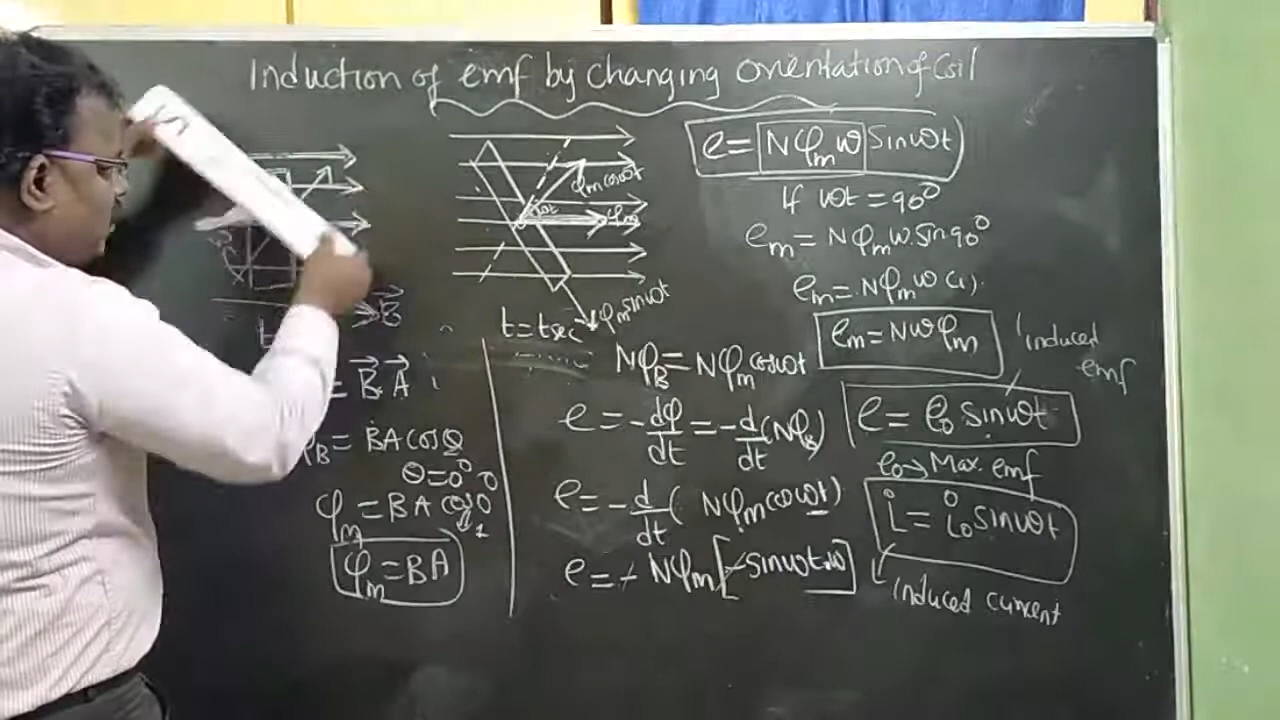 Induction of emf by changing orientation of Coil
B
= B. A
φB = BA cosθ
θ = 0°
φm = BA cos0
1
φm = BA
φm cosωt
ωt
φm
φm sinωt
t = t sec
NφB = Nφm cosωt
e = -dφ/dt = -d/dt (NφB)
e = -d/dt (Nφm cosωt)
e = - Nφm [-sinωt.ω]
e = Nφmω Sinωt
If ωt = 90°
em = Nφmω.Sin90°
em = Nφmω(1).
em = Nωφm
Induced
emf
e = e0 sinωt
e0 → Max. emf
i = i0 sinωt
Induced current